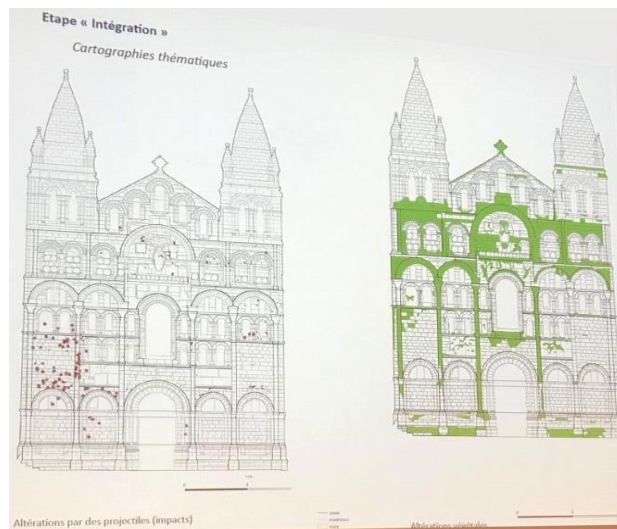 Etape « Intégration »
Cartographies thématiques
Altérations par des projectiles (impacts)
Altérations végétales